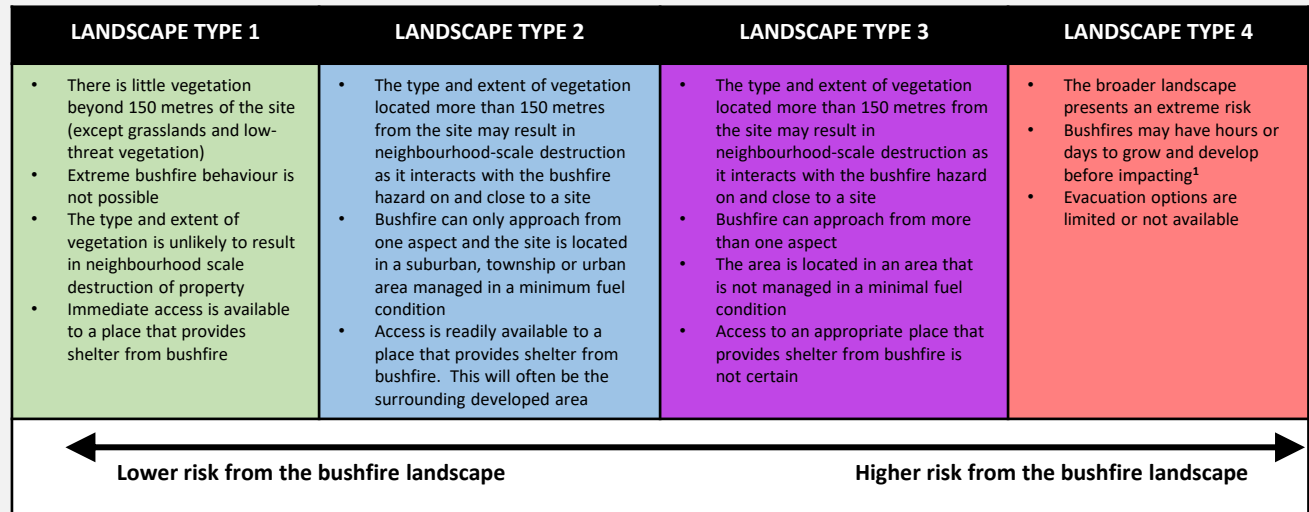 LANDSCAPE TYPE 1
• There is little vegetation
beyond 150 metres of the site
(except grasslands and low-
threat vegetation)
• Extreme bushfire behaviour is
not possible
• The type and extent of
vegetation is unlikely to result
in neighbourhood scale
destruction of property
• Immediate access is available
to a place that provides
shelter from bushfire
LANDSCAPE TYPE 2
• The type and extent of vegetation
located more than 150 metres
from the site may result in
neighbourhood-scale destruction
as it interacts with the bushfire
hazard on and close to a site
• Bushfire can only approach from
one aspect and the site is located
in a suburban, township or urban
area managed in a minimum fuel
condition
• Access is readily available to a
place that provides shelter from
bushfire. This will often be the
surrounding developed area
LANDSCAPE TYPE 3
• The type and extent of vegetation
located more than 150 metres from
the site may result in
neighbourhood-scale destruction as
it interacts with the bushfire hazard
on and close to a site
• Bushfire can approach from more
than one aspect
• The area is located in an area that
is not managed in a minimal fuel
condition
• Access to an appropriate place that
provides shelter from bushfire is
not certain
LANDSCAPE TYPE 4
• The broader landscape
presents an extreme risk
• Bushfires may have hours or
days to grow and develop
before impacting¹
• Evacuation options are
limited or not available
Lower risk from the bushfire landscape
Higher risk from the bushfire landscape